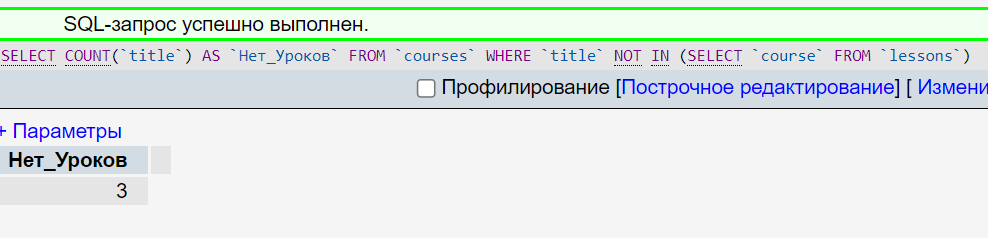 SQL-запрос успешно выполнен.
SELECT COUNT(`title`) AS `Нет_Уроков` FROM `courses` WHERE `title` NOT IN (SELECT `course` FROM `lessons`)
Профилирование [Построчное редактирование] [ Измени
+ Параметры
Нет_Уроков
3